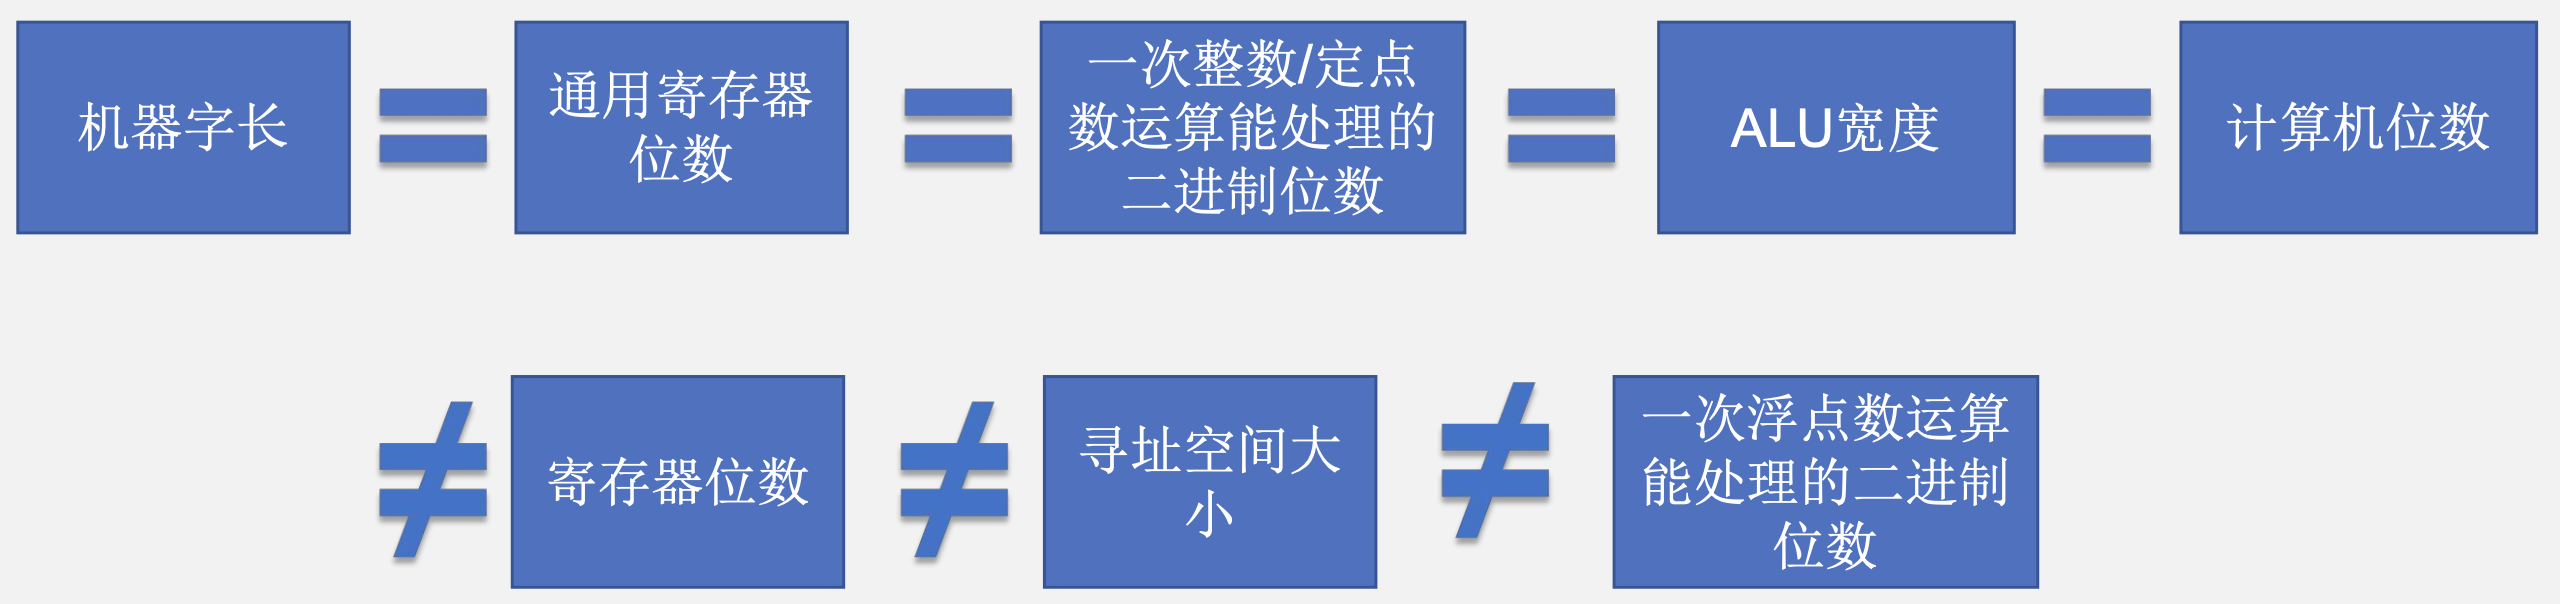 机器字长
通用寄存器
位数
一次整数/定点
数运算能处理的
二进制位数
ALU宽度
计算机位数
寄存器位数
寻址空间大
小
一次浮点数运算
能处理的二进制
位数